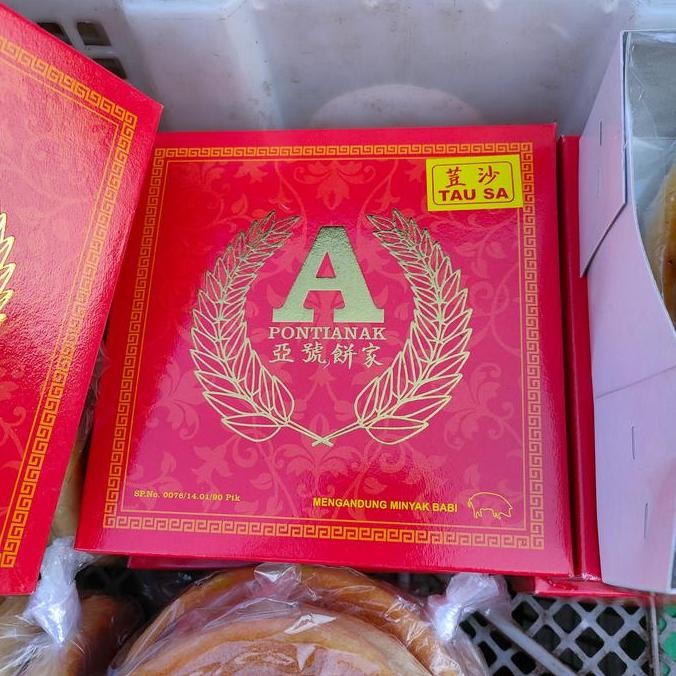 荳沙
TAU SA
A
PONTIANAK
亞號餅家
SP.No. 0076/14.01/90 Ptk
MENGANDUNG MINYAK BABI